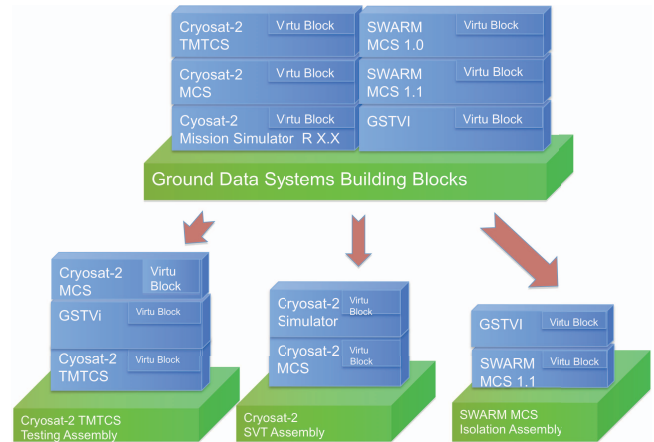 Cryosat-2 TMTCS
Virtu Block
SWARM MCS 1.0
Virtu Block
Cryosat-2 MCS
Virtu Block
SWARM MCS 1.1
Virtu Block
Cyosat-2 Mission Simulator R X.X
Virtu Block
GSTVI
Virtu Block
Ground Data Systems Building Blocks
Cryosat-2
MCS
Virtu
Block
GSTVi
Virtu Block
Cyosat-2
TMTCS
Virtu Block
Cryosat-2 TMTCS
Testing Assembly
Cryosat-2
Simulator
Virtu
Block
Cryosat-2
MCS
Virtu
Block
Cryosat-2
SVT Assembly
GSTVI
Virtu Block
SWARM
MCS 1.1
Virtu Block
SWARM MCS
Isolation Assembly